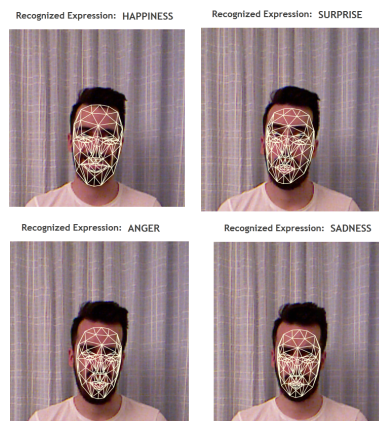 Recognized Expression: HAPPINESS
Recognized Expression: SURPRISE
Recognized Expression: ANGER
Recognized Expression: SADNESS